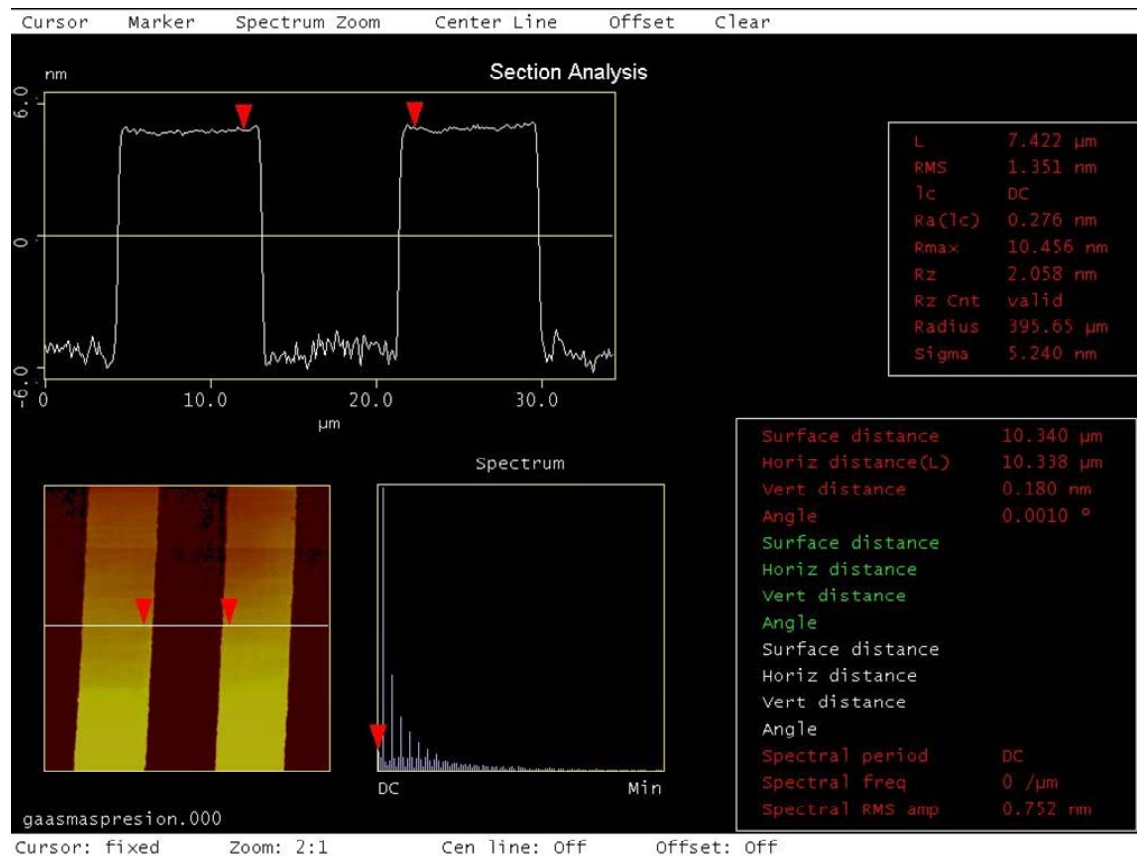 Cursor Marker Spectrum Zoom Center Line Offset Clear
nm Section Analysis
6.0
0
-6.0
0 10.0 20.0 30.0
µm
L 7.422 µm
RMS 1.351 nm
lc DC
Ra(lc) 0.276 nm
Rmax 10.456 nm
Rz 2.058 nm
Rz Cnt valid
Radius 395.65 µm
Sigma 5.240 nm
Spectrum
DC Min
Surface distance 10.340 µm
Horiz distance(L) 10.338 µm
Vert distance 0.180 nm
Angle 0.0010 °
Surface distance
Horiz distance
Vert distance
Angle
Surface distance
Horiz distance
Vert distance
Angle
Spectral period DC
Spectral freq 0 /µm
Spectral RMS amp 0.752 nm
gaasmaspresion.000
Cursor: fixed Zoom: 2:1 Cen line: Off Offset: Off